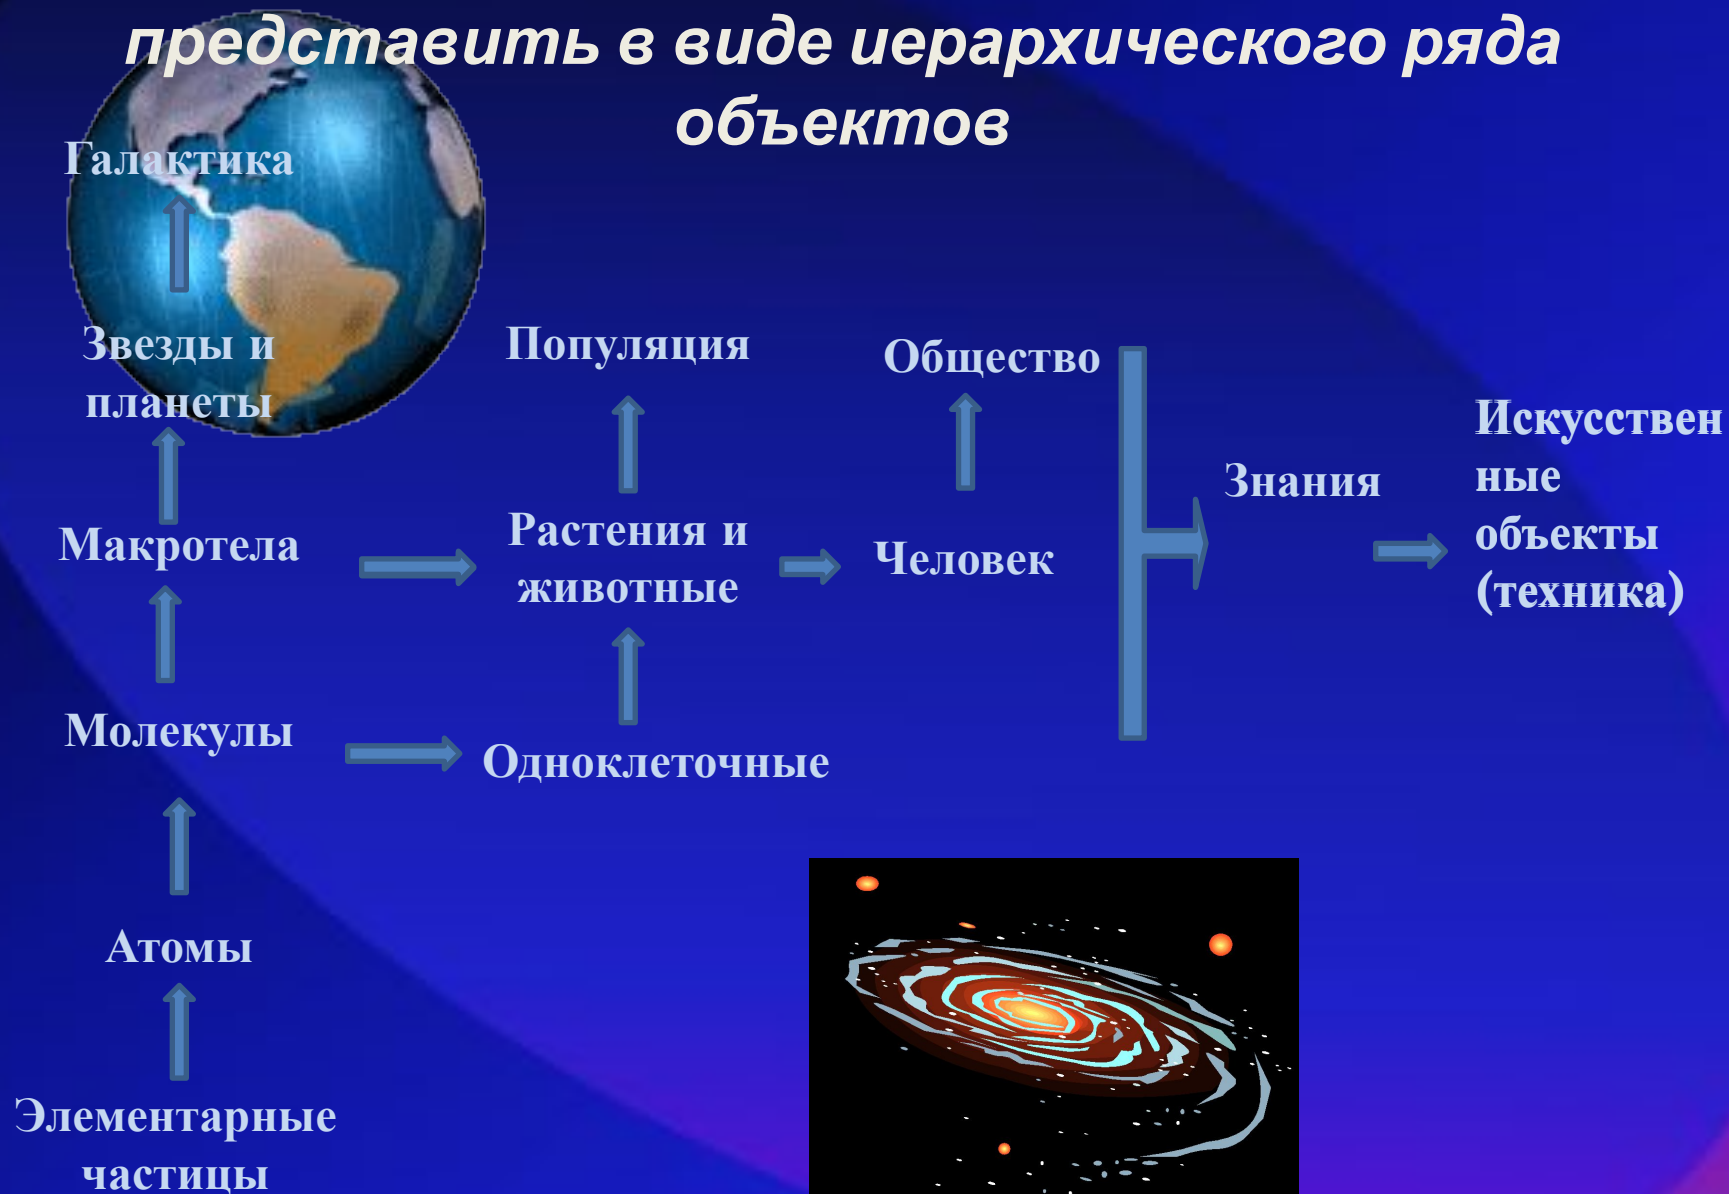 представить в виде иерархического ряда
объектов
Галактика
Звезды и
планеты
Популяция
Общество
Искусствен
ные
объекты
(техника)
Знания
Макротела
Растения и
животные
Человек
Молекулы
Одноклеточные
Атомы
Элементарные
частицы